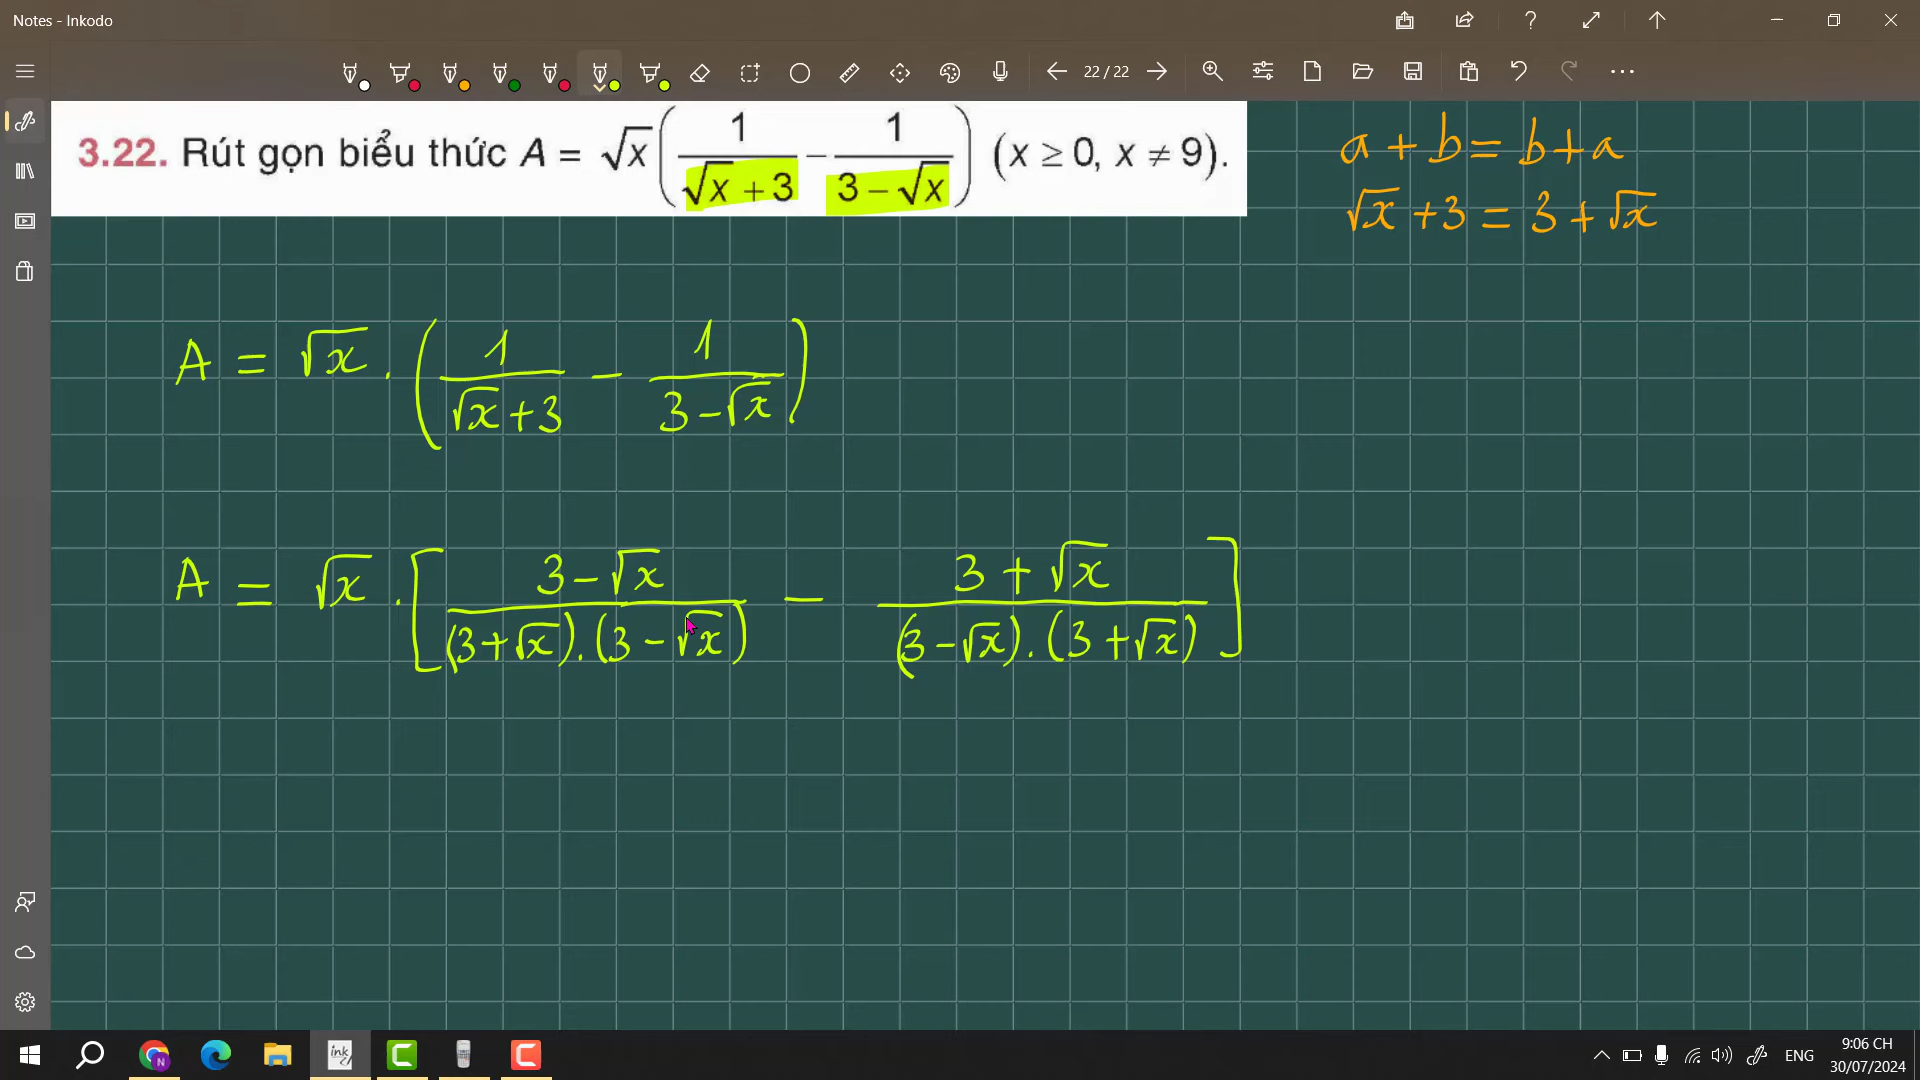 Notes - Inkodo
22 / 22
3.22. Rút gọn biểu thức A = √x(1/(√x + 3) − 1/(3 − √x)) (x ≥ 0, x ≠ 9).
a + b = b + a
√x + 3 = 3 + √x
A = √x . (1/(√x + 3) − 1/(3 − √x))
A = √x . [(3 − √x)/((3 + √x).(3 − √x)) − (3 + √x)/((3 − √x).(3 + √x))]
ink
N
ENG
9:06 CH
30/07/2024